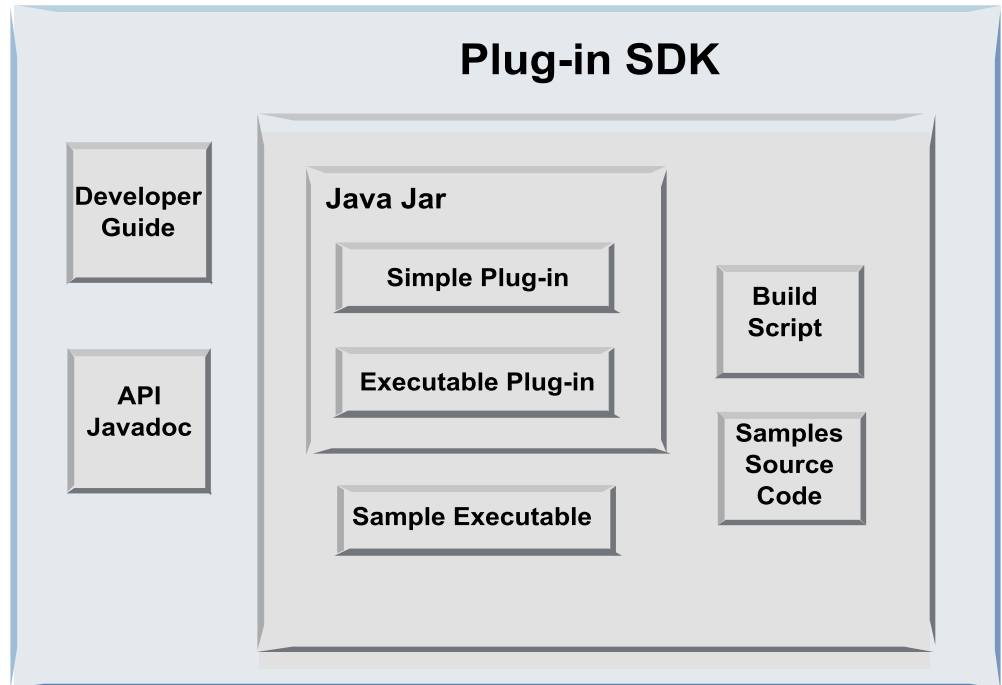 Plug-in SDK
Developer
Guide
API
Javadoc
Java Jar
Simple Plug-in
Executable Plug-in
Sample Executable
Build
Script
Samples
Source
Code